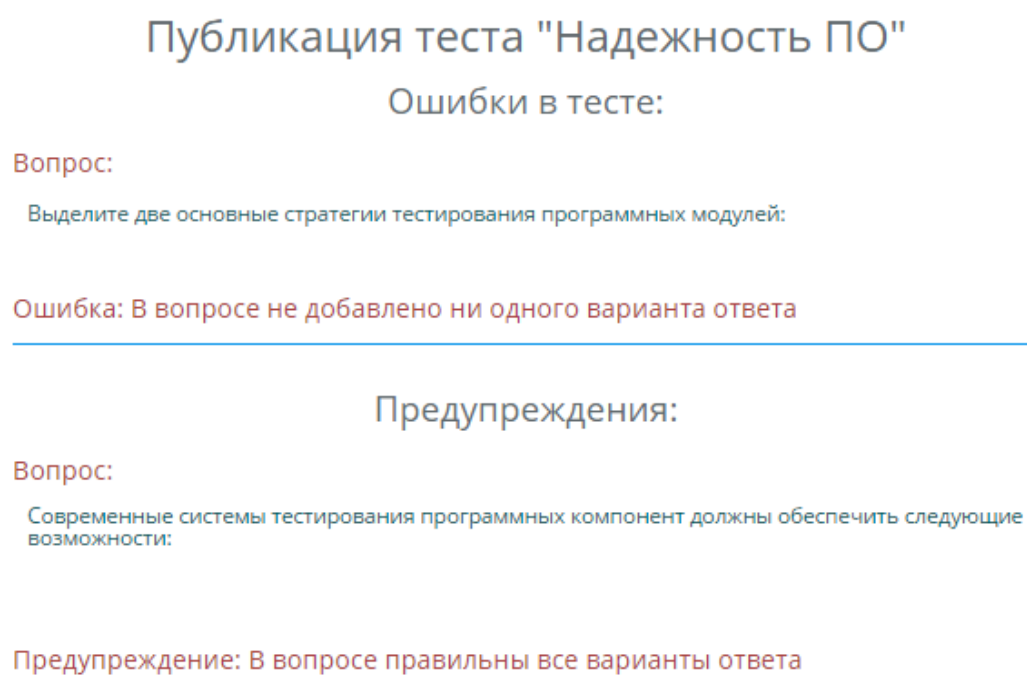 Публикация теста "Надежность ПО"
Ошибки в тесте:
Вопрос:
Выделите две основные стратегии тестирования программных модулей:
Ошибка: В вопросе не добавлено ни одного варианта ответа
Предупреждения:
Вопрос:
Современные системы тестирования программных компонент должны обеспечить следующие
возможности:
Предупреждение: В вопросе правильны все варианты ответа